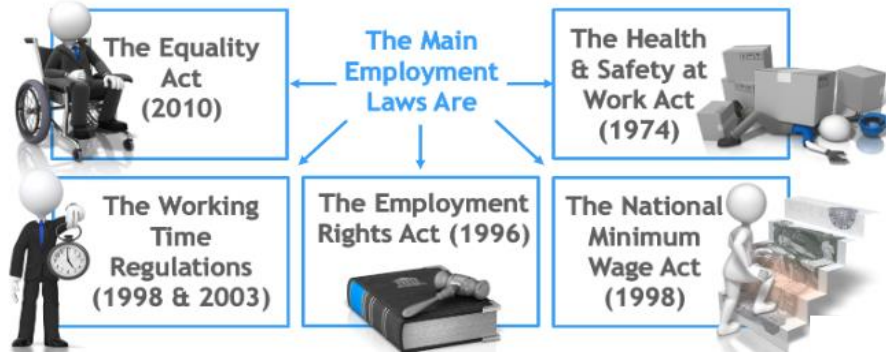 The Equality
Act
(2010)
The Main
Employment
Laws Are
The Health
& Safety at
Work Act
(1974)
The Working
Time
Regulations
(1998 & 2003)
The Employment
Rights Act (1996)
The National
Minimum
Wage Act
(1998)